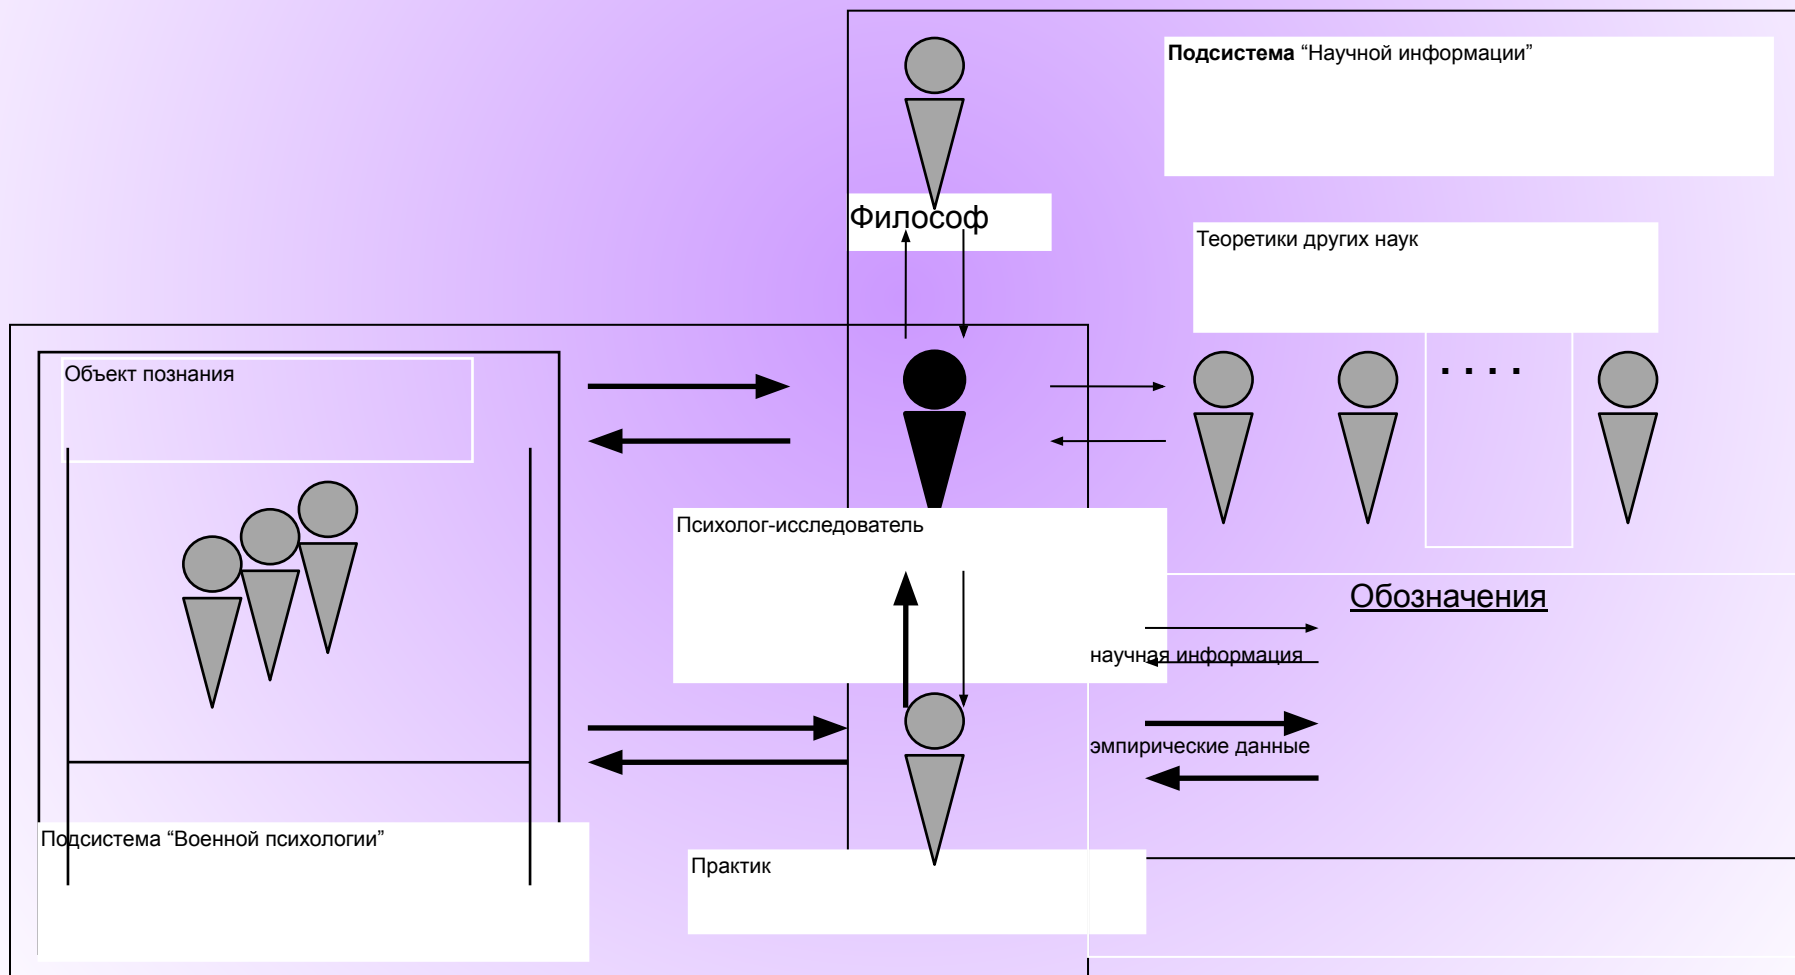 Подсистема “Научной информации”
Философ
Теоретики других наук
Объект познания
. . . .
Психолог-исследователь
Обозначения
научная информация
эмпирические данные
Подсистема “Военной психологии”
Практик